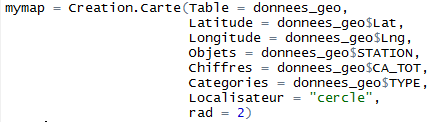 mymap = Creation.Carte(Table = donnees_geo,
Latitude = donnees_geo$Lat,
Longitude = donnees_geo$Lng,
Objets = donnees_geo$STATION,
Chiffres = donnees_geo$CA_TOT,
Categories = donnees_geo$TYPE,
Localisateur = "cercle",
rad = 2)